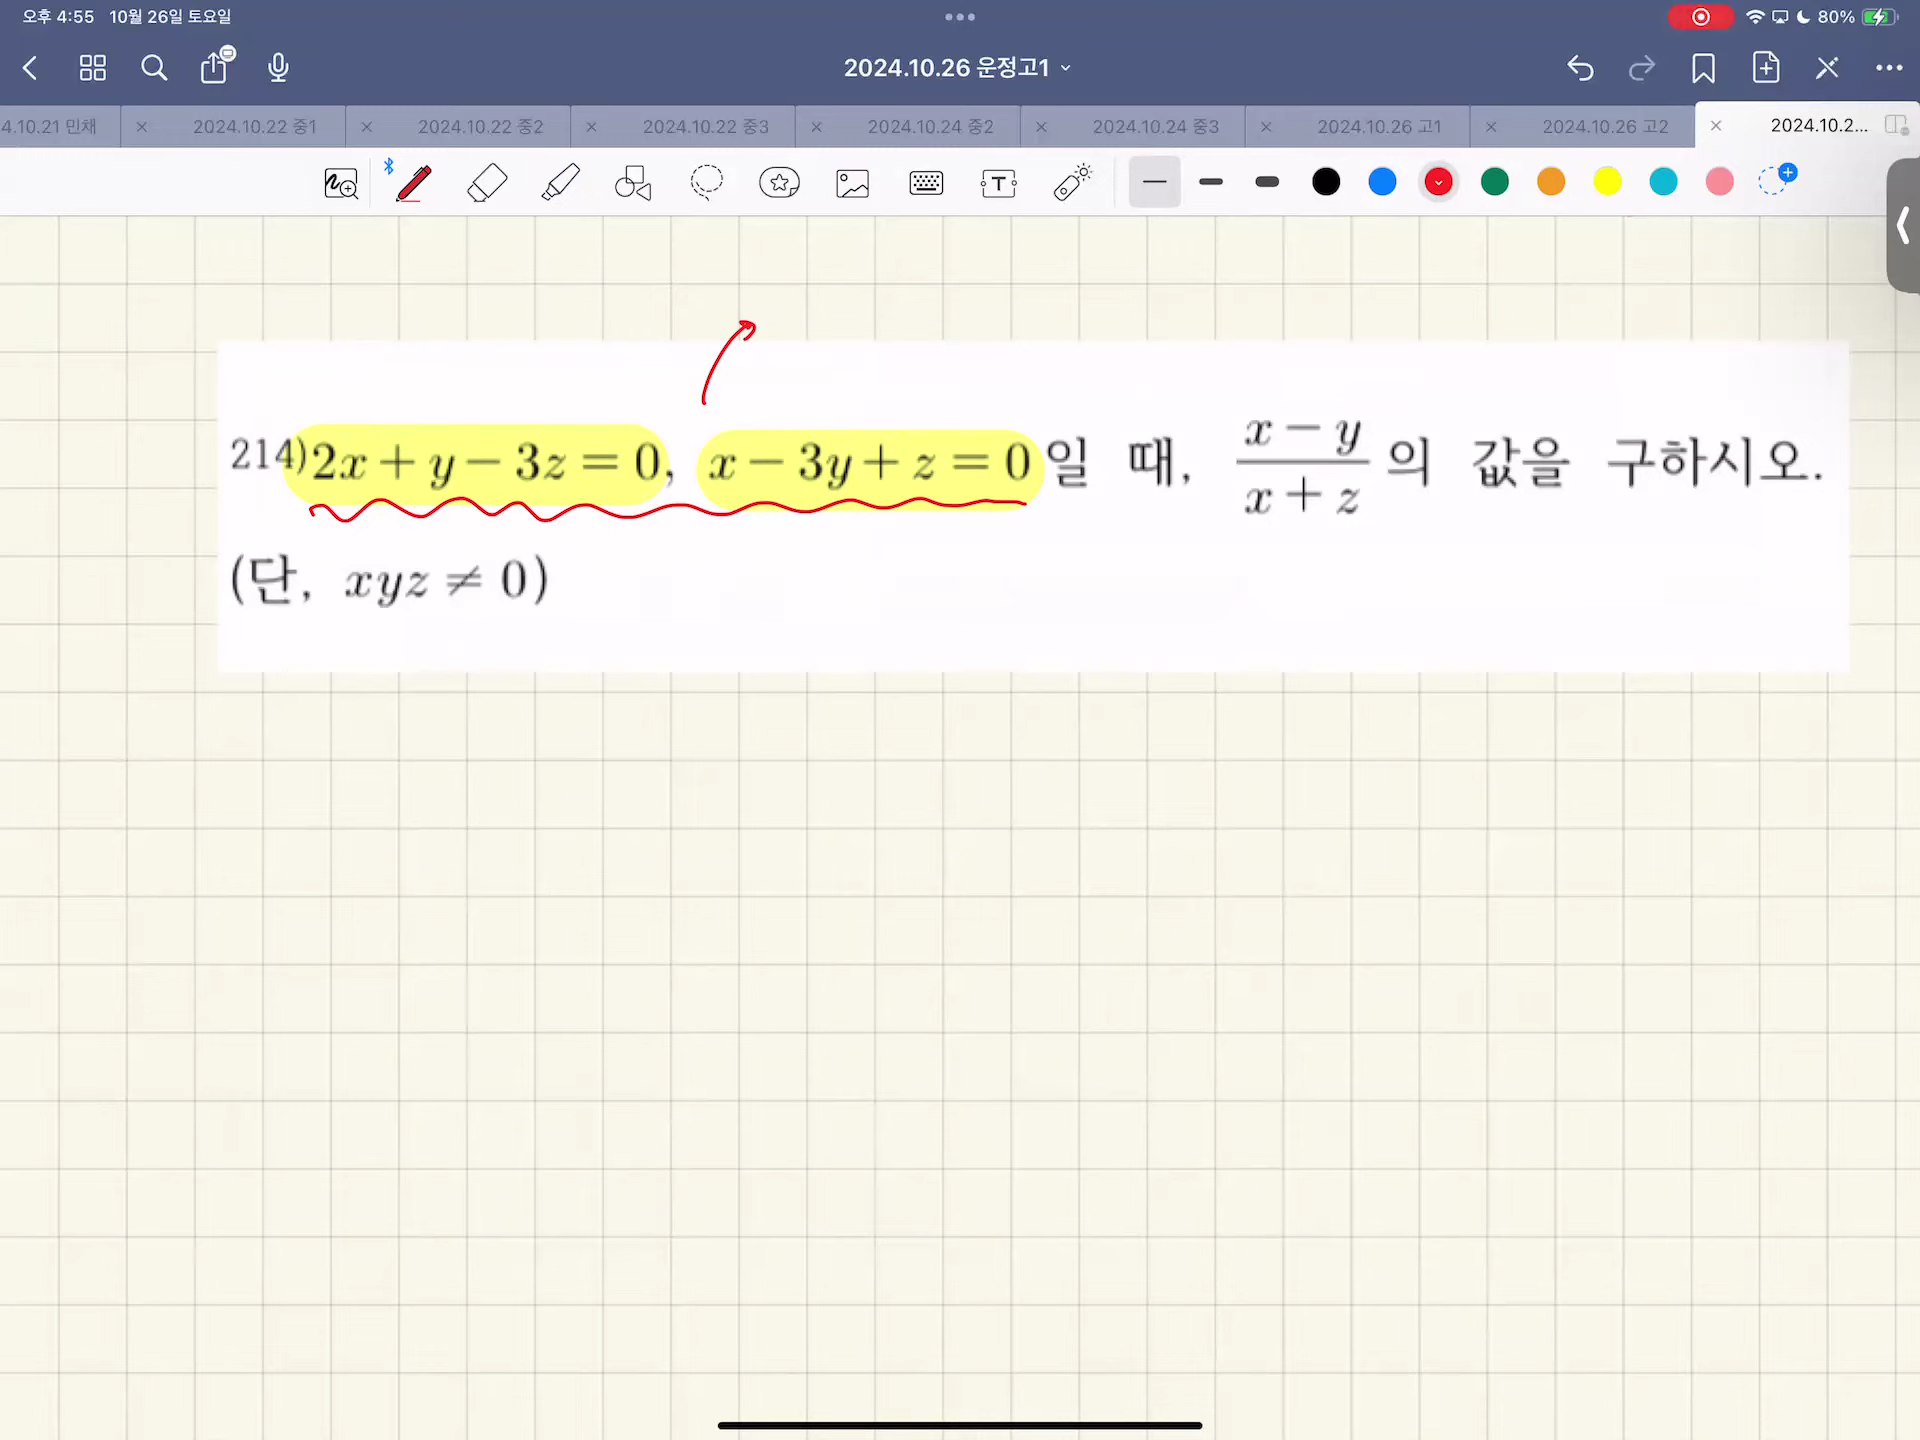 오후 4:55 10월 26일 토요일
80%
2024.10.26 운정고1
4.10.21 민채
2024.10.22 중1
2024.10.22 중2
2024.10.22 중3
2024.10.24 중2
2024.10.24 중3
2024.10.26 고1
2024.10.26 고2
2024.10.2...
214) 2x + y − 3z = 0, x − 3y + z = 0일 때, (x − y)/(x + z)의 값을 구하시오.
(단, xyz ≠ 0)